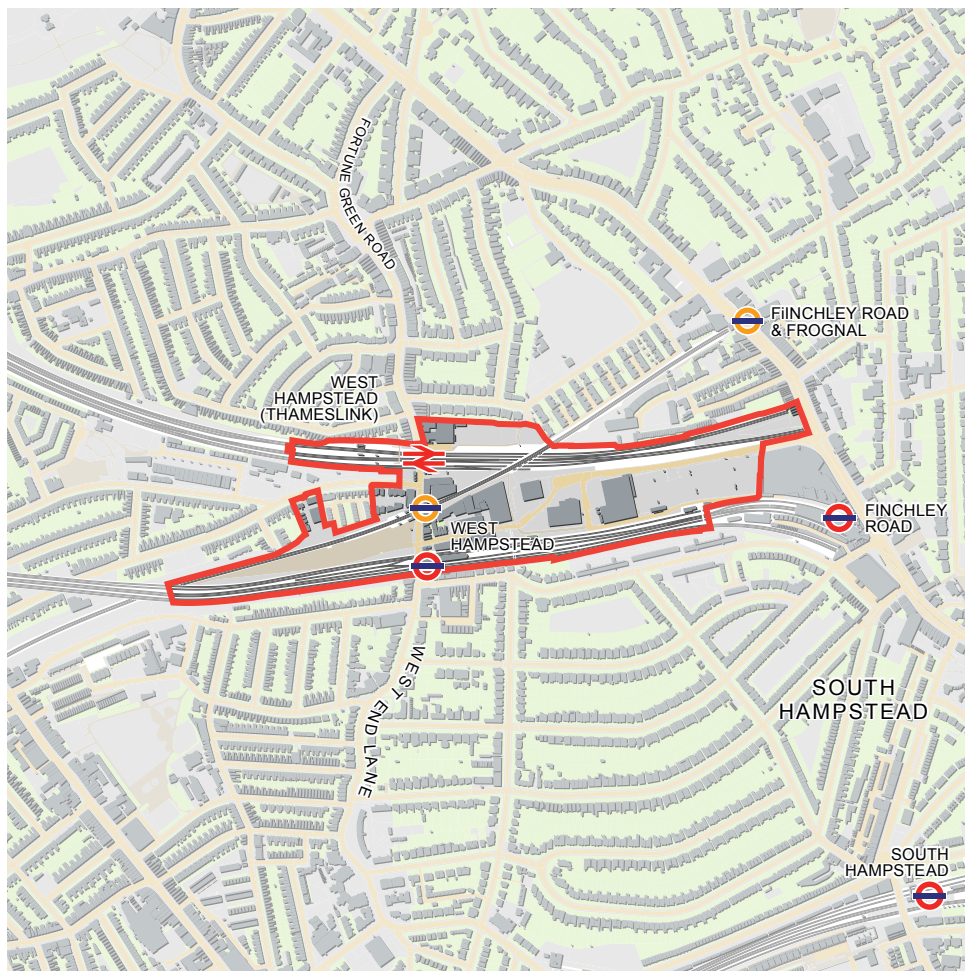 FORTUNE GREEN ROAD
FiINCHLEY ROAD
& FROGNAL
WEST
HAMPSTEAD
(THAMESLINK)
FINCHLEY
ROAD
WEST
HAMPSTEAD
WEST END LANE
SOUTH
HAMPSTEAD
SOUTH
HAMPSTEAD